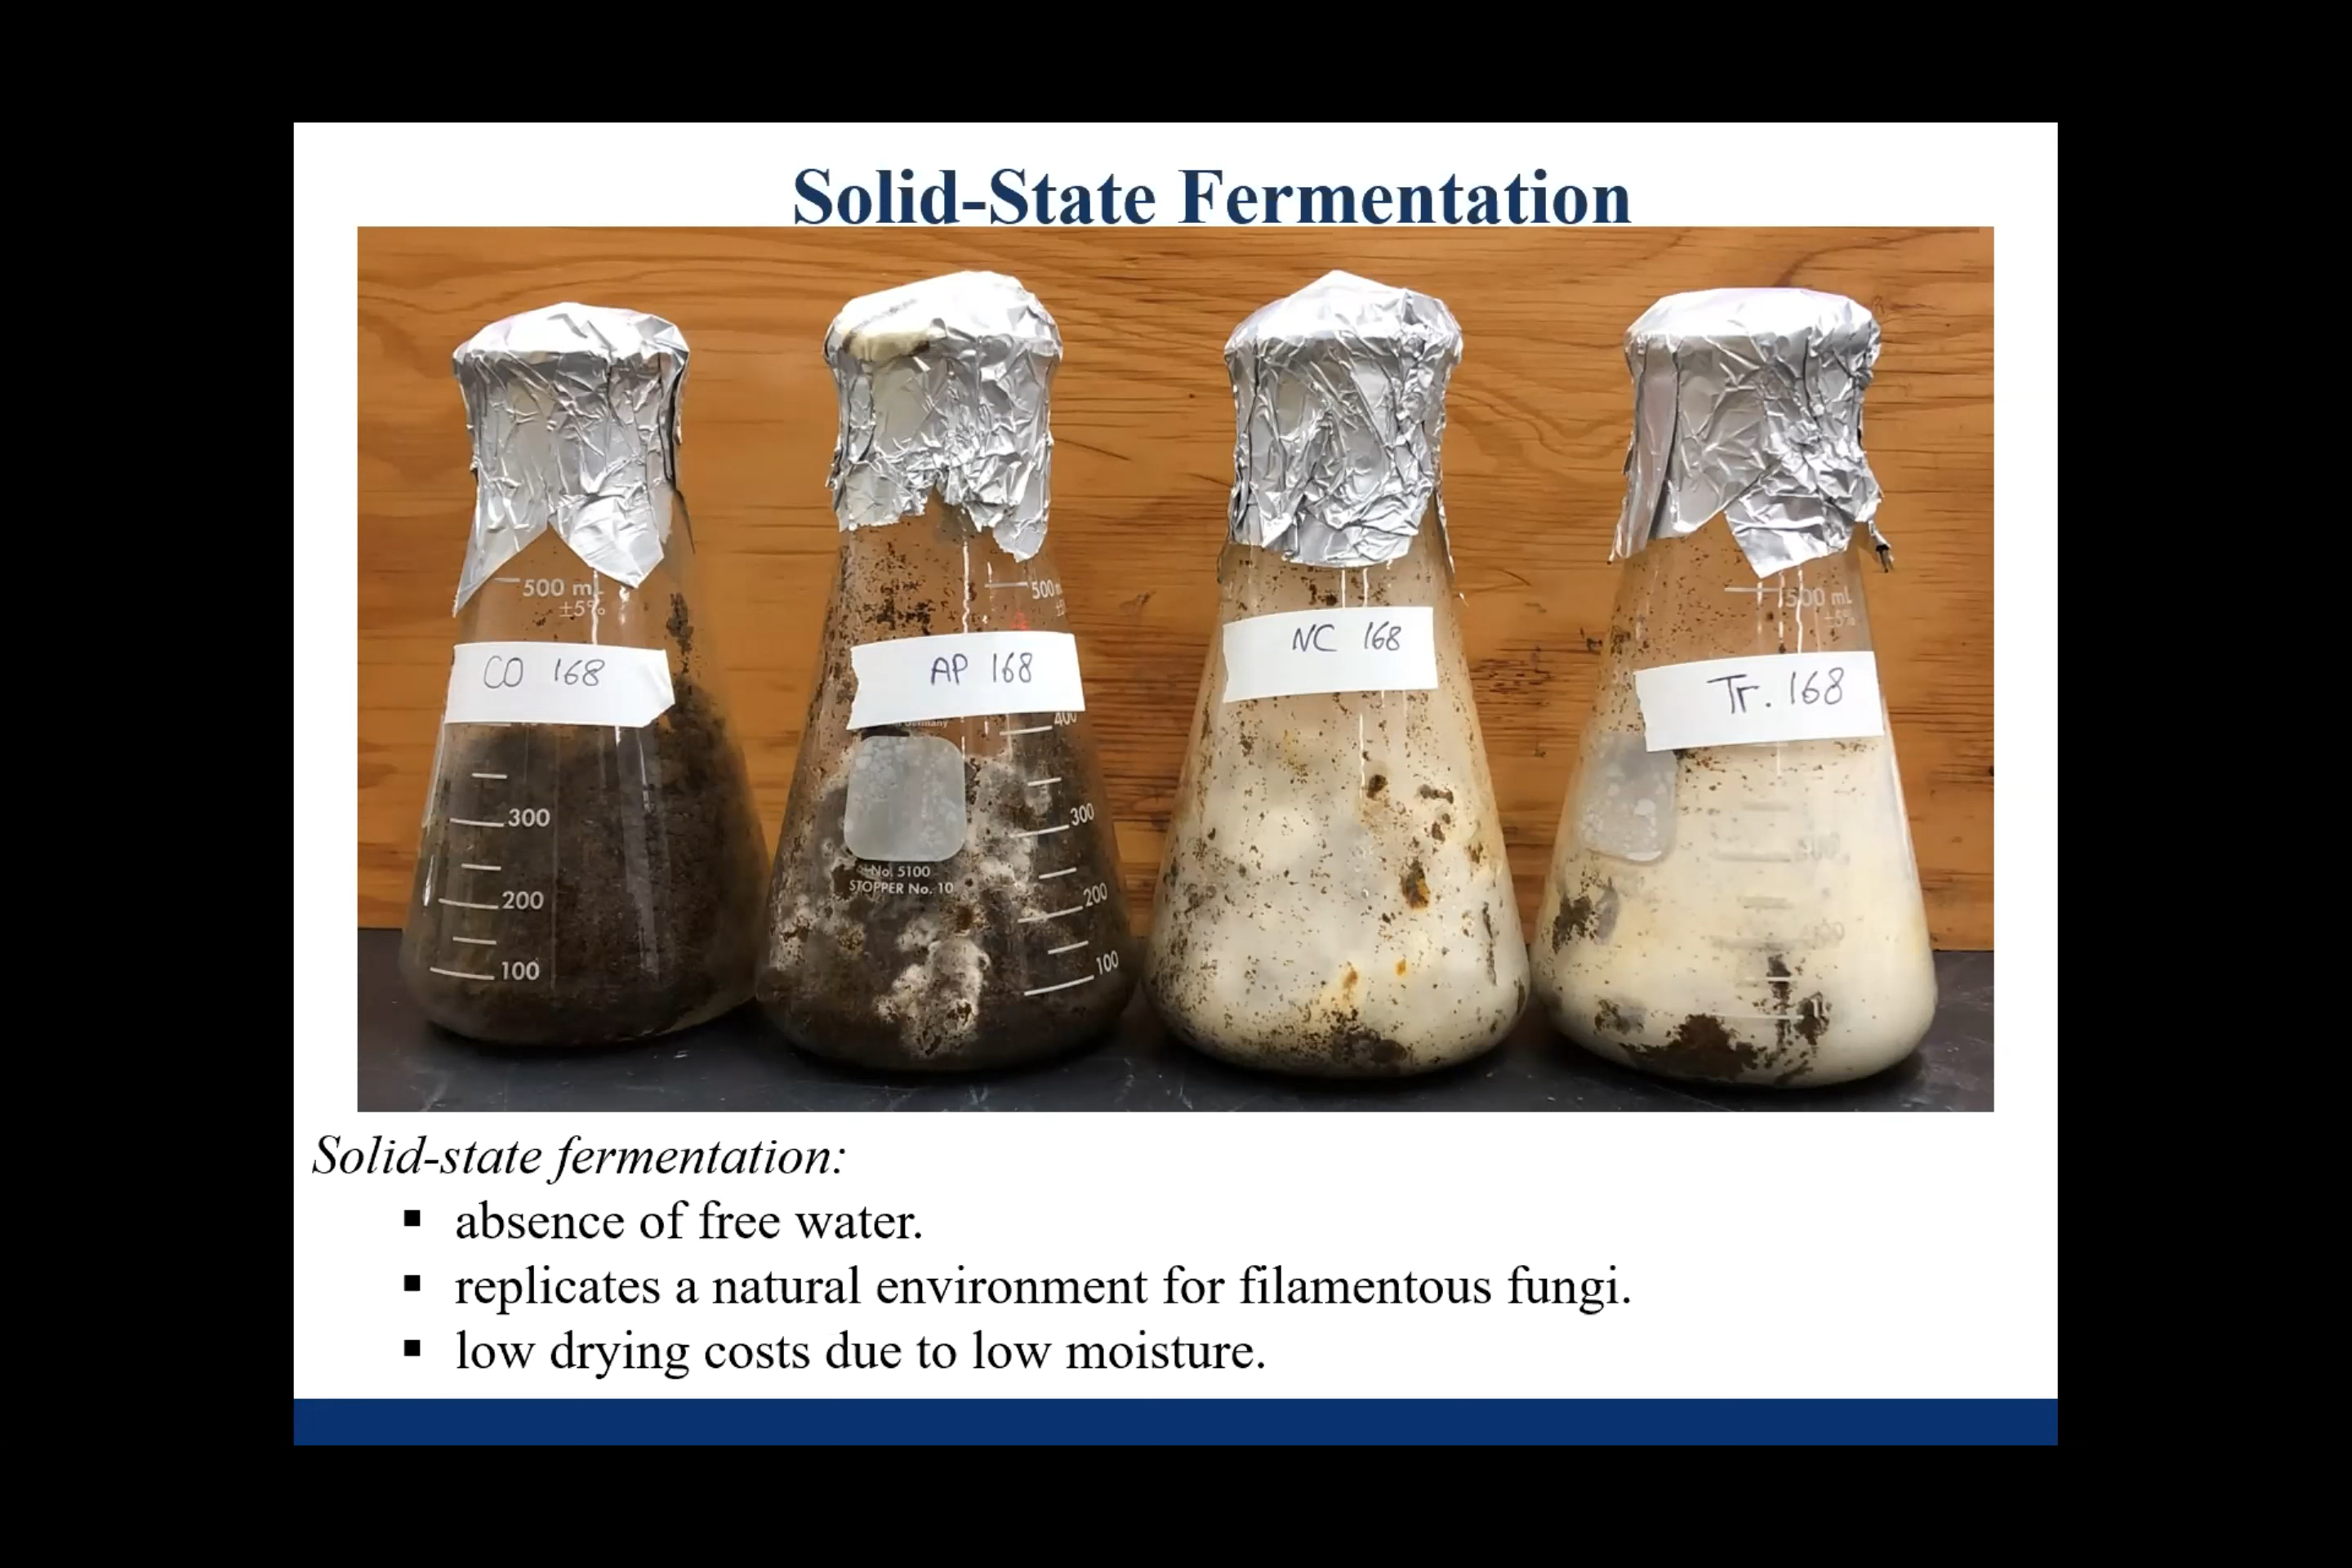 Solid-State Fermentation
500 mL
±5%
CO 168
300
200
100
500
AP 168
Germany
400
300
No. 5100
STOPPER No. 10
200
100
NC 168
500 mL
±5%
Tr. 168
Solid-state fermentation:
▪ absence of free water.
▪ replicates a natural environment for filamentous fungi.
▪ low drying costs due to low moisture.